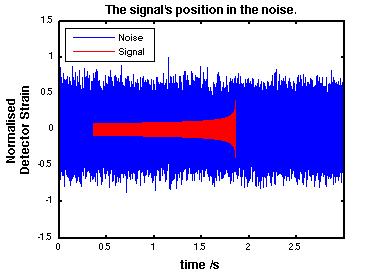 The signal's position in the noise.
1.5
Noise
Signal
1
0.5
0
-0.5
-1
-1.5
Normalised
Detector Strain
0 0.5 1 1.5 2 2.5
time /s